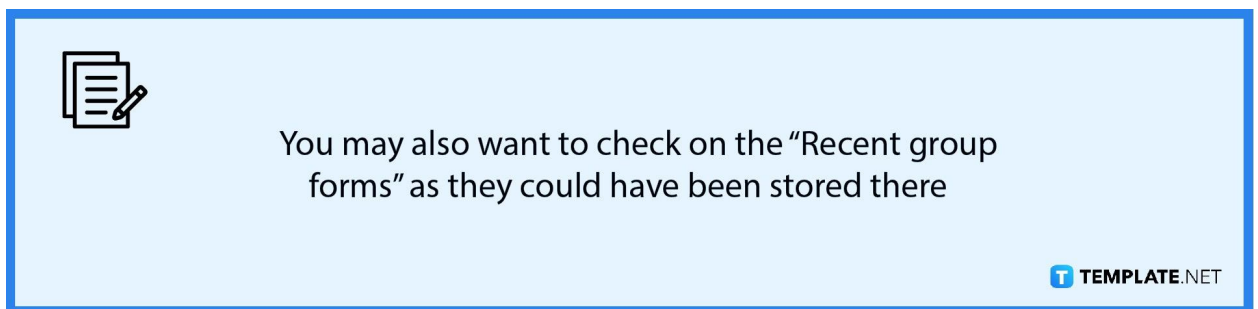 You may also want to check on the “Recent group
forms” as they could have been stored there
T TEMPLATE.NET